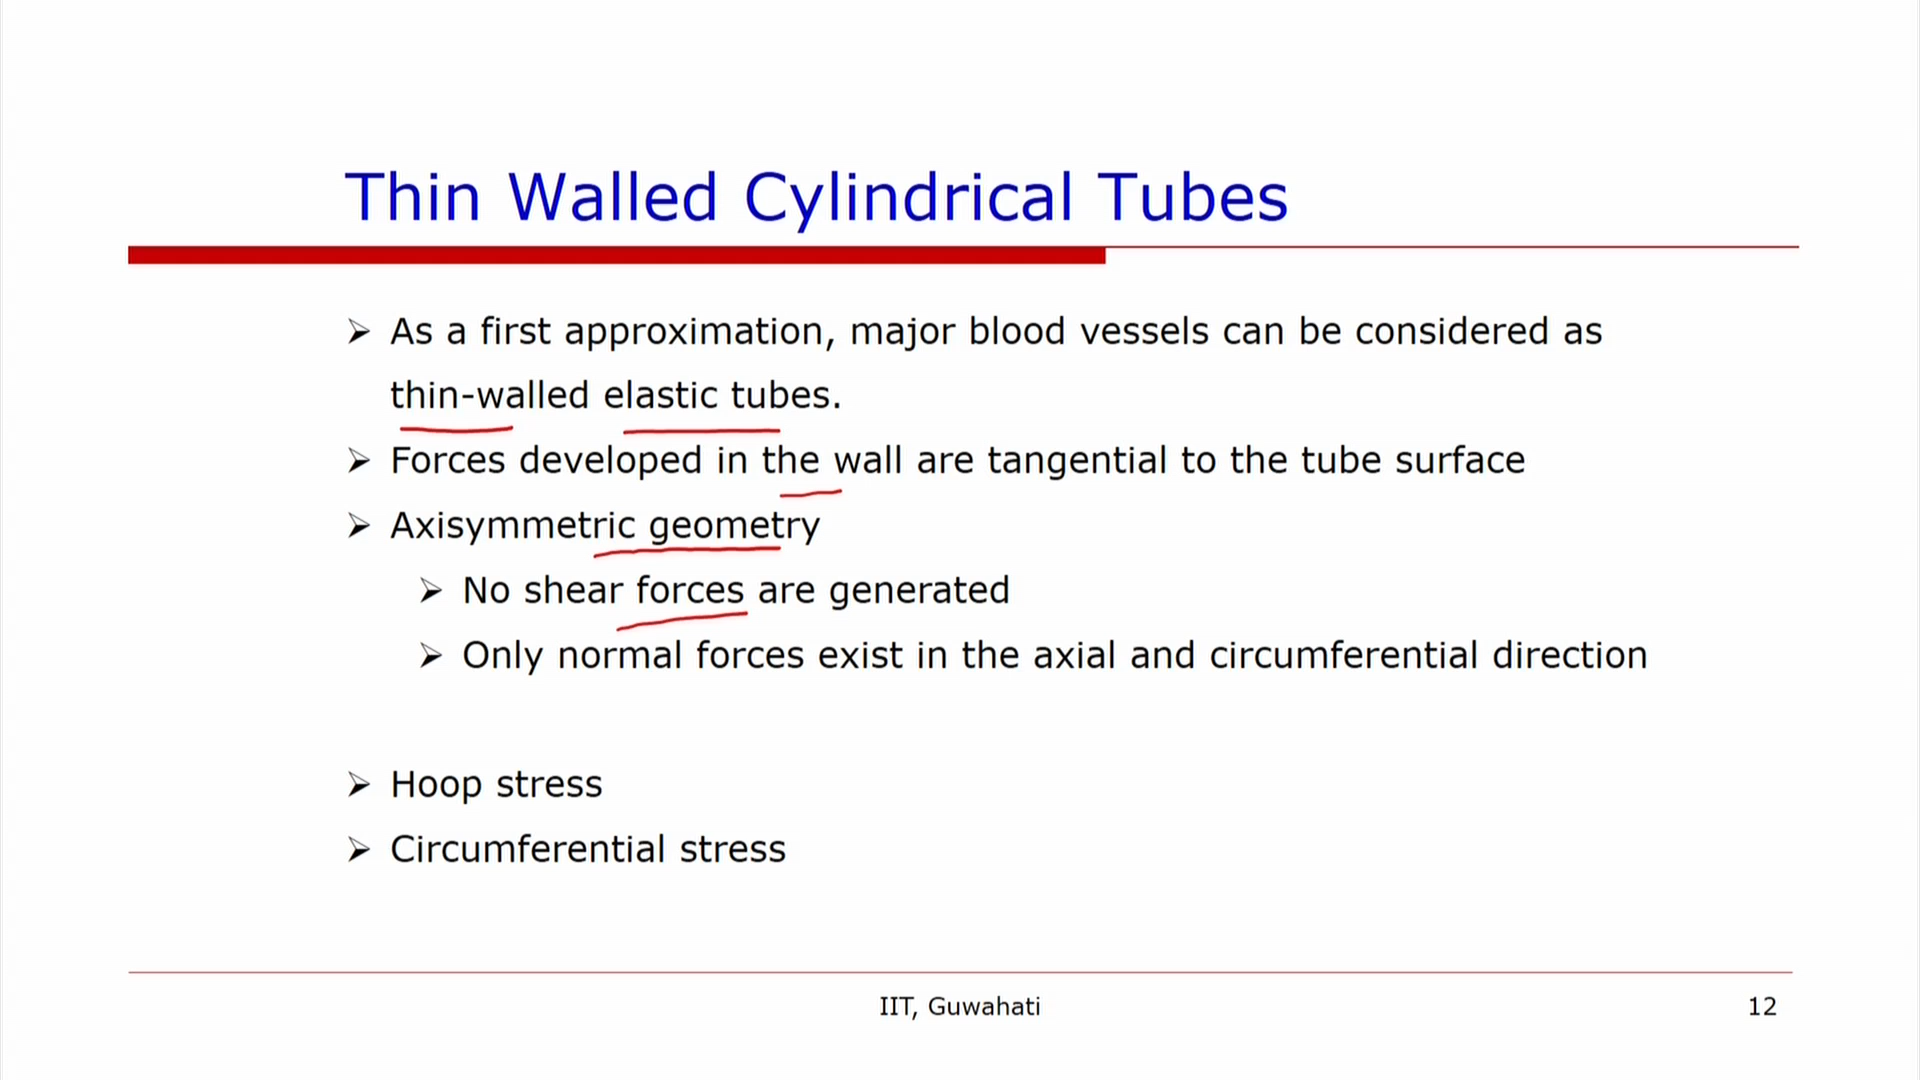 Thin Walled Cylindrical Tubes
As a first approximation, major blood vessels can be considered as
thin-walled elastic tubes.
Forces developed in the wall are tangential to the tube surface
Axisymmetric geometry
No shear forces are generated
Only normal forces exist in the axial and circumferential direction
Hoop stress
Circumferential stress
IIT, Guwahati
12